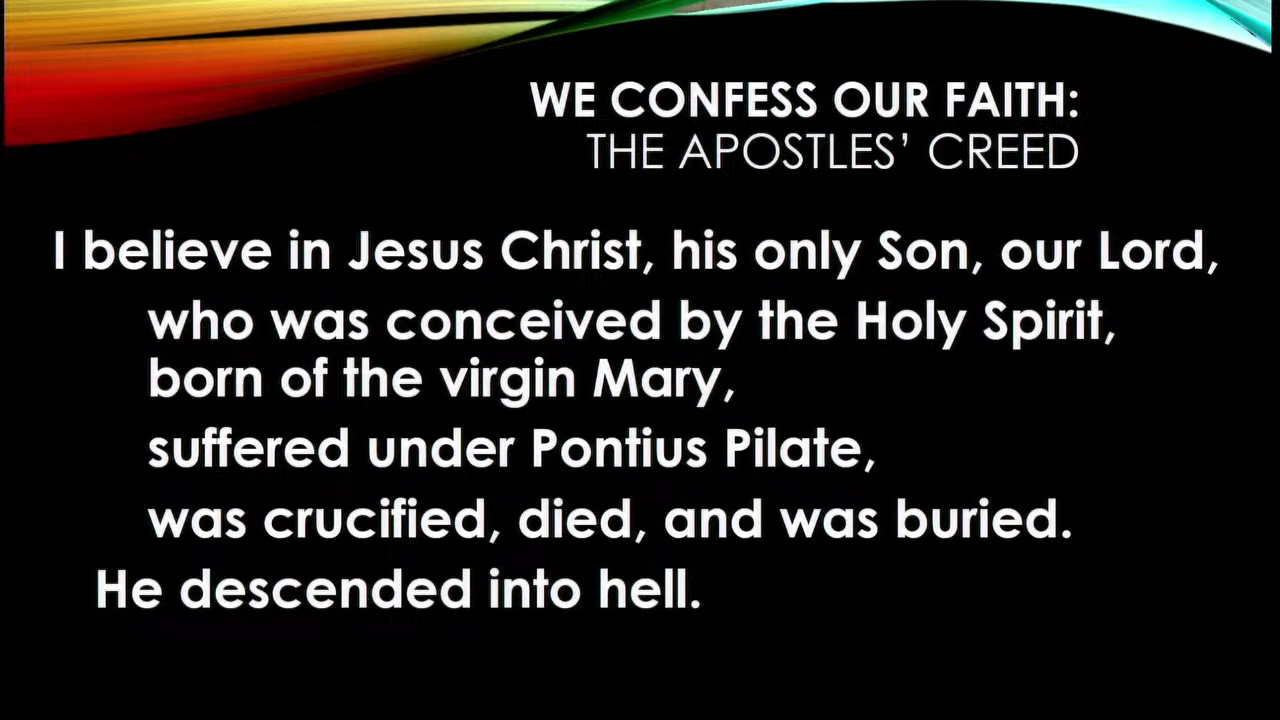 WE CONFESS OUR FAITH:
THE APOSTLES’ CREED
I believe in Jesus Christ, his only Son, our Lord,
who was conceived by the Holy Spirit,
born of the virgin Mary,
suffered under Pontius Pilate,
was crucified, died, and was buried.
He descended into hell.